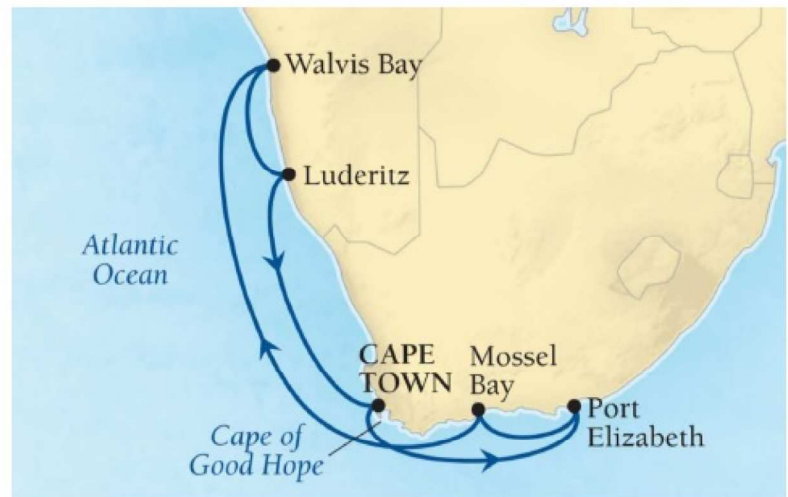 Walvis Bay
Luderitz
Atlantic
Ocean
CAPE
TOWN
Mossel
Bay
Port
Elizabeth
Cape of
Good Hope